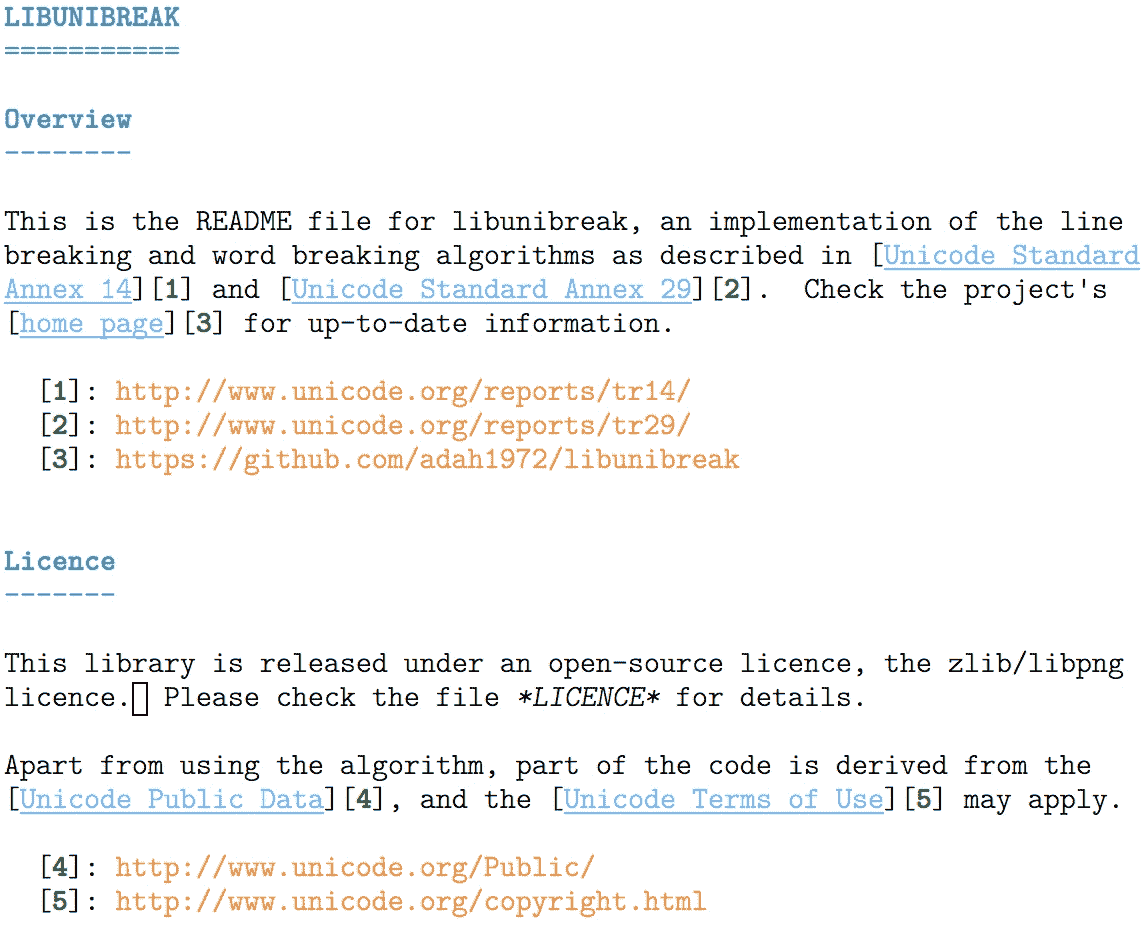 LIBUNIBREAK
===========
Overview
--------
This is the README file for libunibreak, an implementation of the line
breaking and word breaking algorithms as described in [Unicode Standard
Annex 14][1] and [Unicode Standard Annex 29][2].  Check the project's
[home page][3] for up-to-date information.
[1]: http://www.unicode.org/reports/tr14/
[2]: http://www.unicode.org/reports/tr29/
[3]: https://github.com/adah1972/libunibreak
Licence
-------
This library is released under an open-source licence, the zlib/libpng
licence.  Please check the file *LICENCE* for details.
Apart from using the algorithm, part of the code is derived from the
[Unicode Public Data][4], and the [Unicode Terms of Use][5] may apply.
[4]: http://www.unicode.org/Public/
[5]: http://www.unicode.org/copyright.html